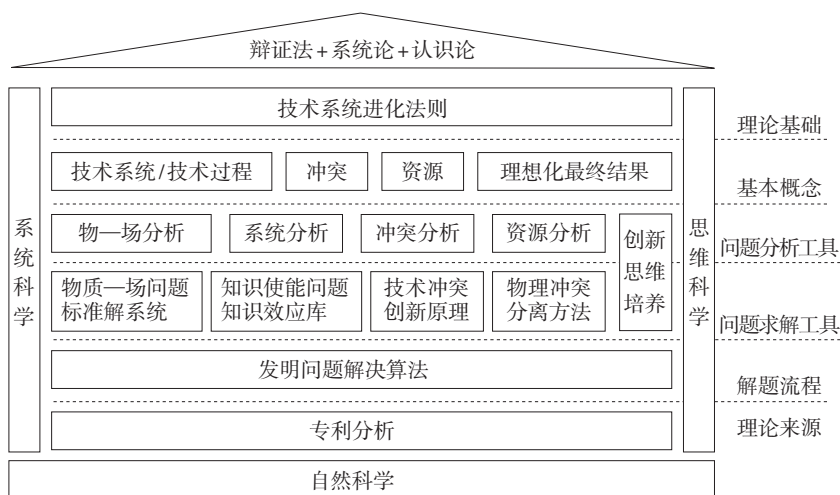 辩证法+系统论+认识论
技术系统进化法则
理论基础
技术系统/技术过程
冲突
资源
理想化最终结果
基本概念
系统科学
思维科学
物—场分析
系统分析
冲突分析
资源分析
创新
思维
培养
问题分析工具
物质—场问题
标准解系统
知识使能问题
知识效应库
技术冲突
创新原理
物理冲突
分离方法
问题求解工具
发明问题解决算法
解题流程
专利分析
理论来源
自然科学